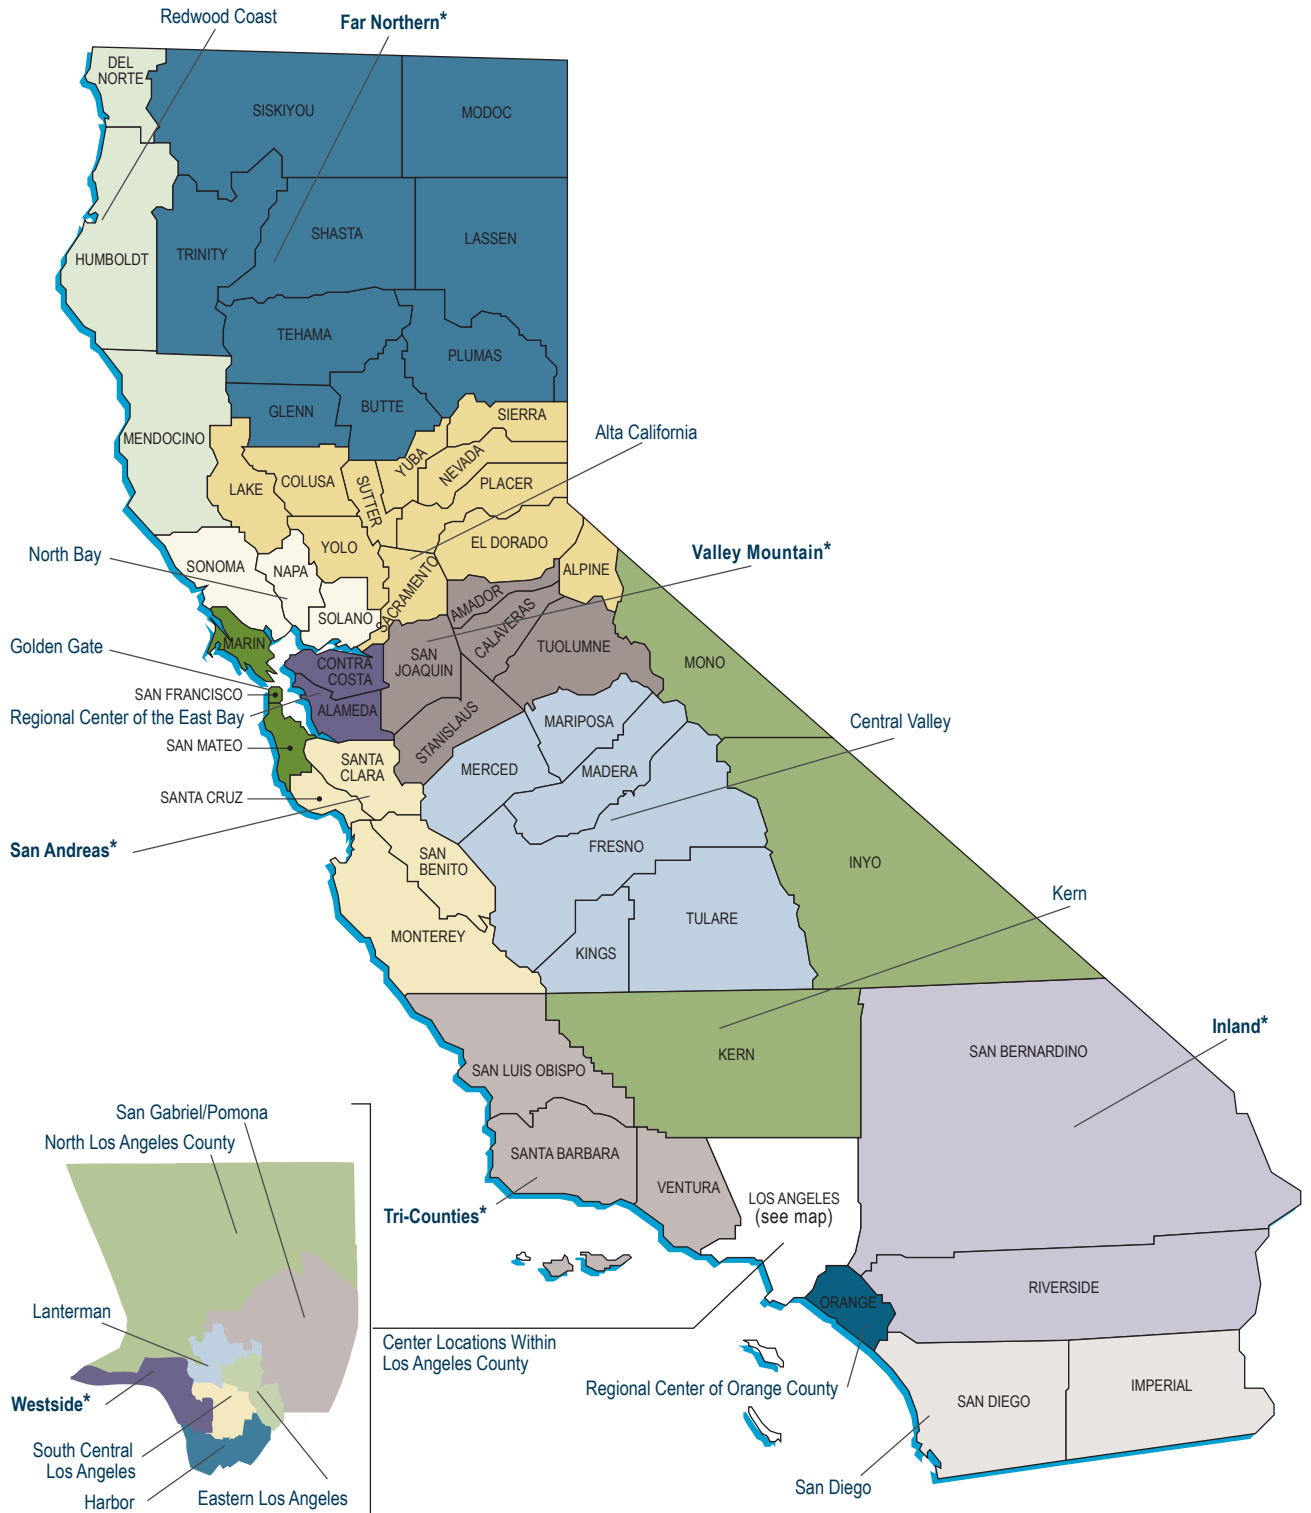 Redwood Coast
Far Northern*
DEL
NORTE
SISKIYOU
MODOC
HUMBOLDT
TRINITY
SHASTA
LASSEN
TEHAMA
PLUMAS
GLENN
BUTTE
SIERRA
MENDOCINO
Alta California
YUBA
NEVADA
LAKE
COLUSA
SUTTER
PLACER
North Bay
SONOMA
NAPA
YOLO
EL DORADO
Valley Mountain*
ALPINE
SACRAMENTO
SOLANO
AMADOR
CALAVERAS
Golden Gate
MARIN
CONTRA
COSTA
SAN
JOAQUIN
TUOLUMNE
MONO
SAN FRANCISCO
Regional Center of the East Bay
ALAMEDA
STANISLAUS
MARIPOSA
Central Valley
SAN MATEO
SANTA
CLARA
MERCED
MADERA
SANTA CRUZ
San Andreas*
SAN
BENITO
FRESNO
INYO
Kern
MONTEREY
KINGS
TULARE
Inland*
KERN
SAN BERNARDINO
SAN LUIS OBISPO
San Gabriel/Pomona
North Los Angeles County
SANTA BARBARA
VENTURA
LOS ANGELES
(see map)
Tri-Counties*
Lanterman
RIVERSIDE
ORANGE
Center Locations Within
Los Angeles County
Westside*
Regional Center of Orange County
SAN DIEGO
IMPERIAL
South Central
Los Angeles
Harbor
Eastern Los Angeles
San Diego